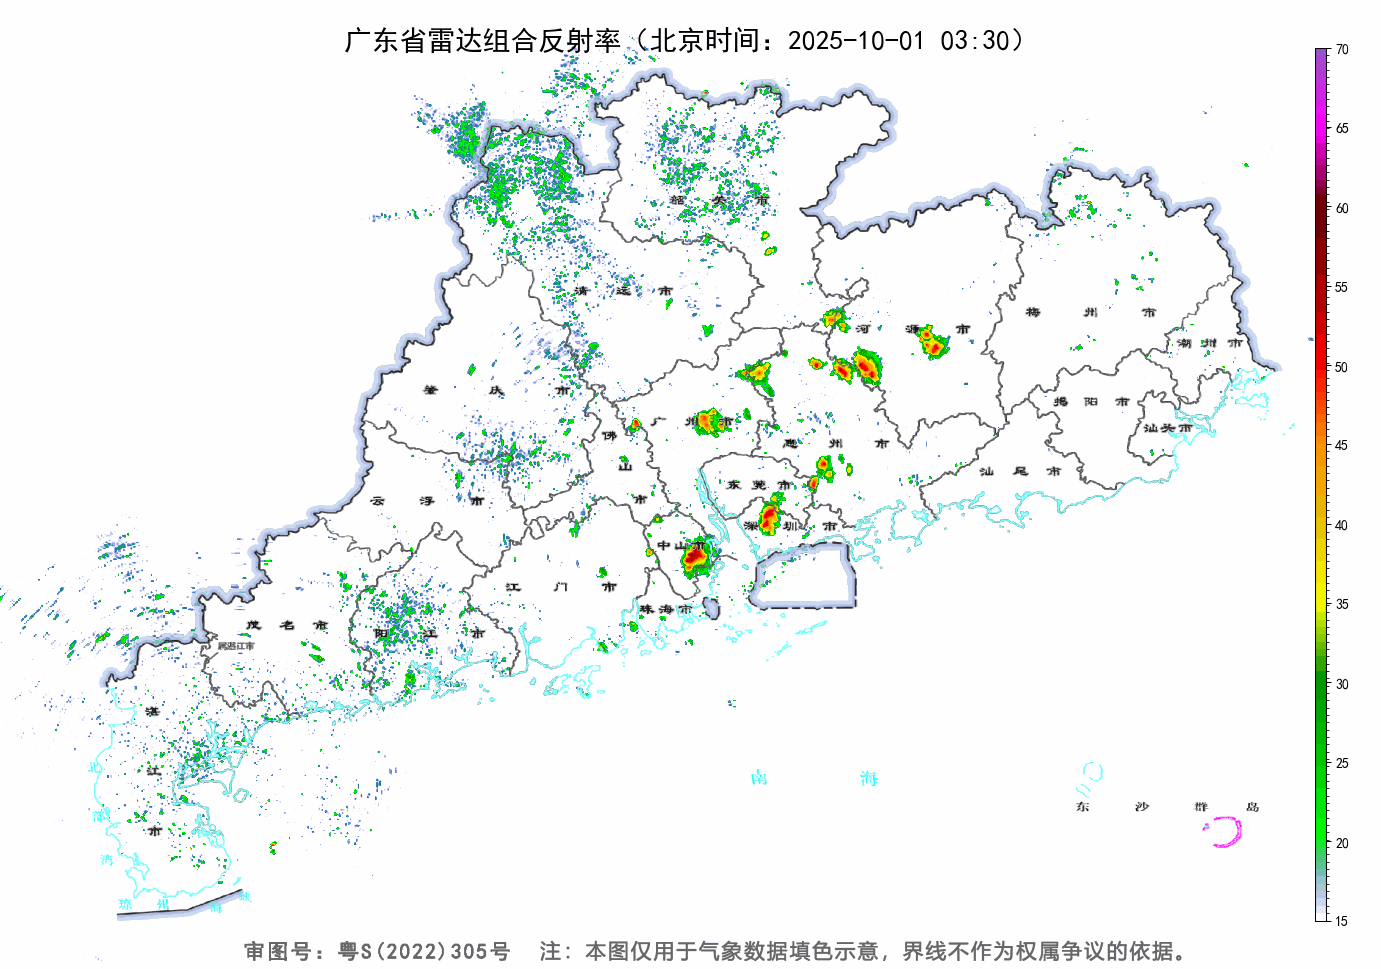 广东省雷达组合反射率（北京时间：2025-10-01 03:30）
70
65
60
55
50
45
40
35
30
25
20
15
韶关市
清远市
河源市
梅州市
潮州市
肇庆市
广州市
揭阳市
汕头市
佛山市
惠州市
汕尾市
云浮市
东莞市
深圳市
中山市
江门市
珠海市
茂名市
阳江市
属湛江市
湛江市
北部湾
南海
东沙群岛
琼州海峡
审图号：粤S(2022)305号 注：本图仅用于气象数据填色示意，界线不作为权属争议的依据。